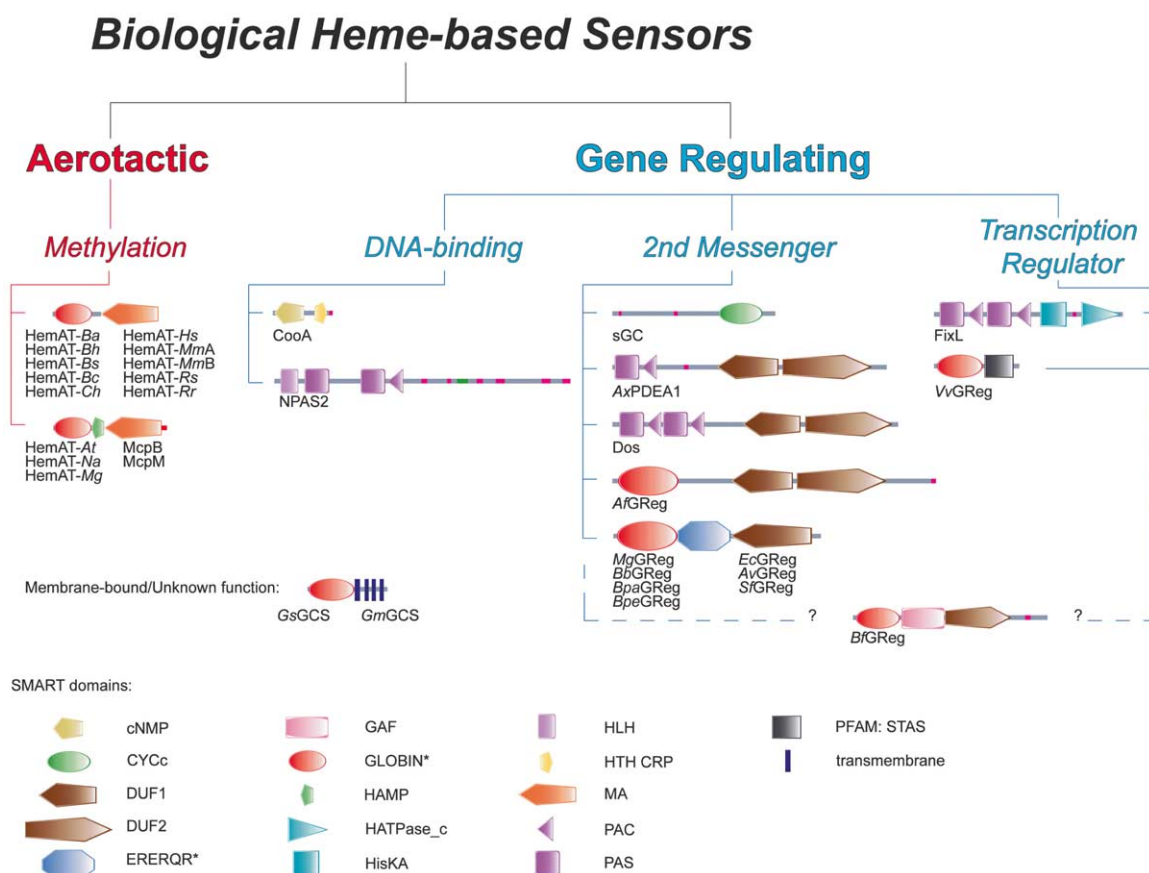 Biological Heme-based Sensors
Aerotactic
Gene Regulating
Methylation
DNA-binding
2nd Messenger
Transcription
Regulator
HemAT-Ba HemAT-Hs
HemAT-Bh HemAT-MmA
HemAT-Bs HemAT-MmB
HemAT-Bc HemAT-Rs
HemAT-Ch HemAT-Rr
HemAT-At McpB
HemAT-Na McpM
HemAT-Mg
CooA
NPAS2
sGC
AxPDEA1
Dos
AfGReg
MgGReg EcGReg
BbGReg AvGReg
BpaGReg SfGReg
BpeGReg
FixL
VvGReg
? ?
BfGReg
Membrane-bound/Unknown function:
GsGCS GmGCS
SMART domains:
cNMP GAF HLH PFAM: STAS
CYCc GLOBIN* HTH CRP transmembrane
DUF1 HAMP MA
DUF2 HATPase_c PAC
ERERQR* HisKA PAS